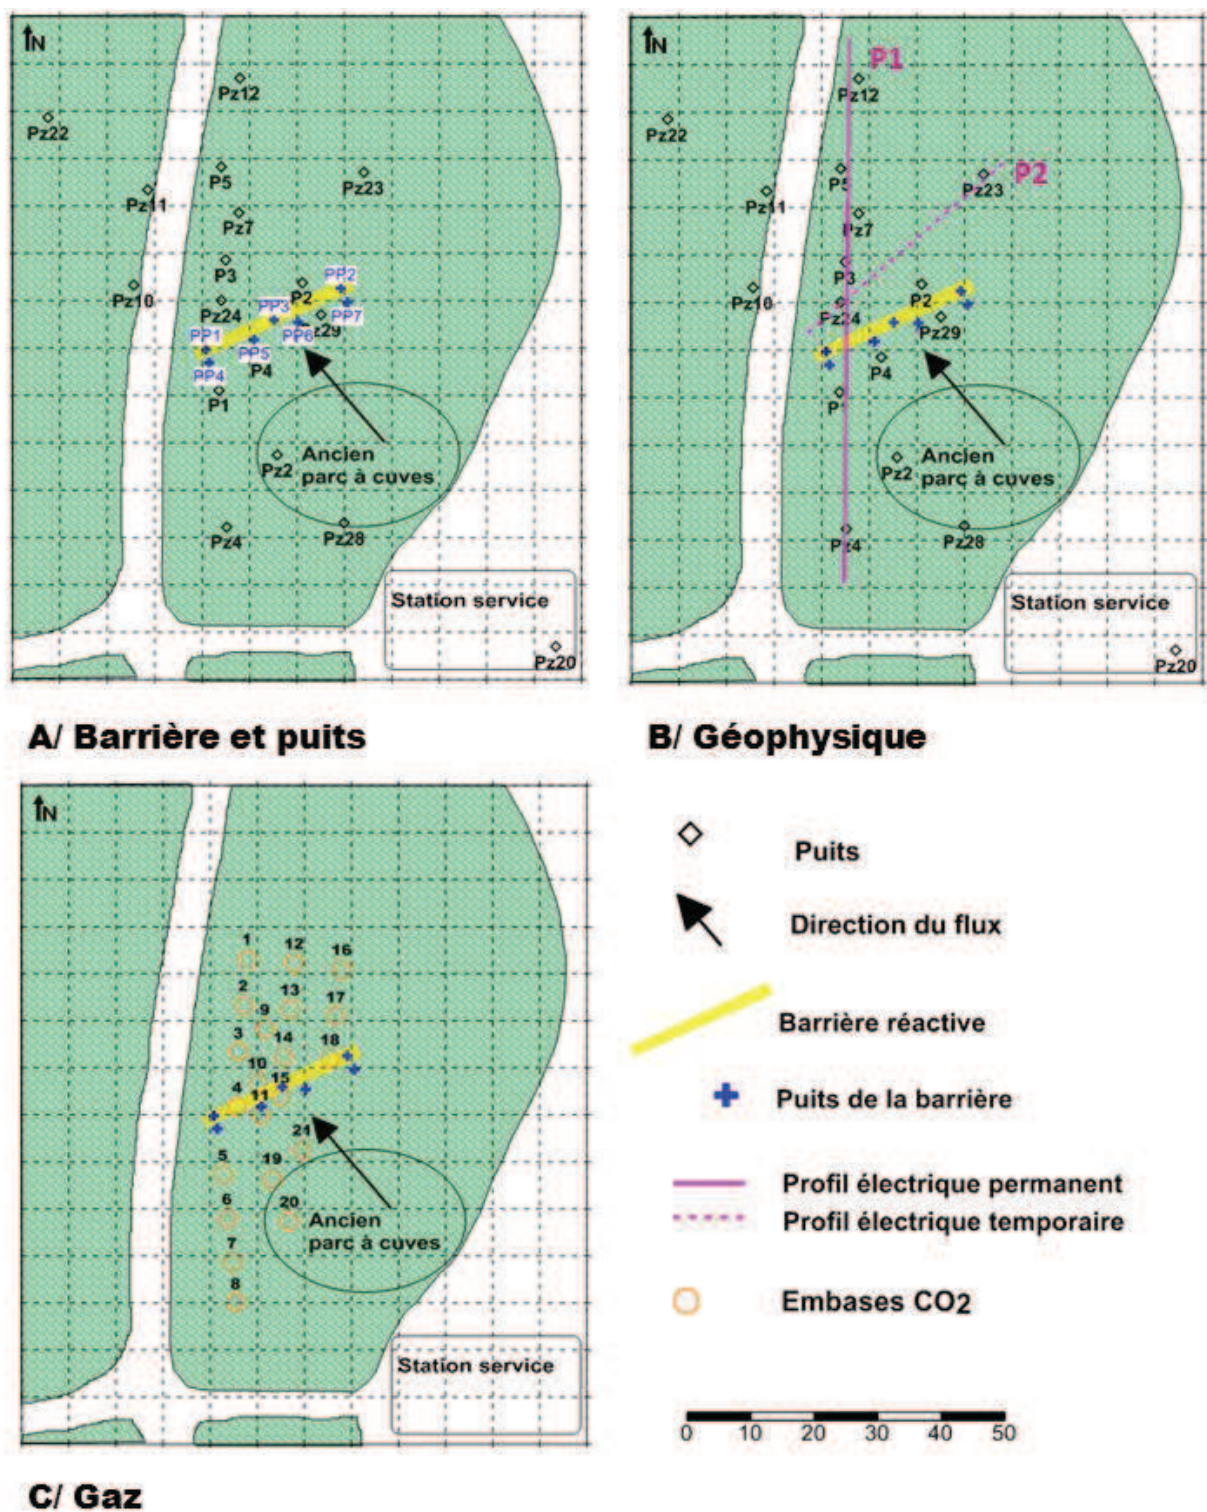 N
Pz12
Pz22
P5
Pz23
Pz11
Pz7
P3
PP2
Pz10
P2
PP3
Pz24
PP7
Pz29
PP1
PP6
PP5
PP4
P4
P1
Ancien
Pz2
parc à cuves
Pz4
Pz28
Station service
Pz20
A/ Barrière et puits
N
P1
Pz12
Pz22
P5
P2
Pz23
Pz11
Pz7
P3
Pz10
P2
Pz24
Pz29
P4
P1
Ancien
Pz2
parc à cuves
Pz4
Pz28
Station service
Pz20
B/ Géophysique
N
1
12
16
2
13
17
9
3
14
18
10
4
15
11
21
5
19
6
20
Ancien
parc à cuves
7
8
Station service
C/ Gaz
Puits
Direction du flux
Barrière réactive
Puits de la barrière
Profil électrique permanent
Profil électrique temporaire
Embases CO2
0 10 20 30 40 50